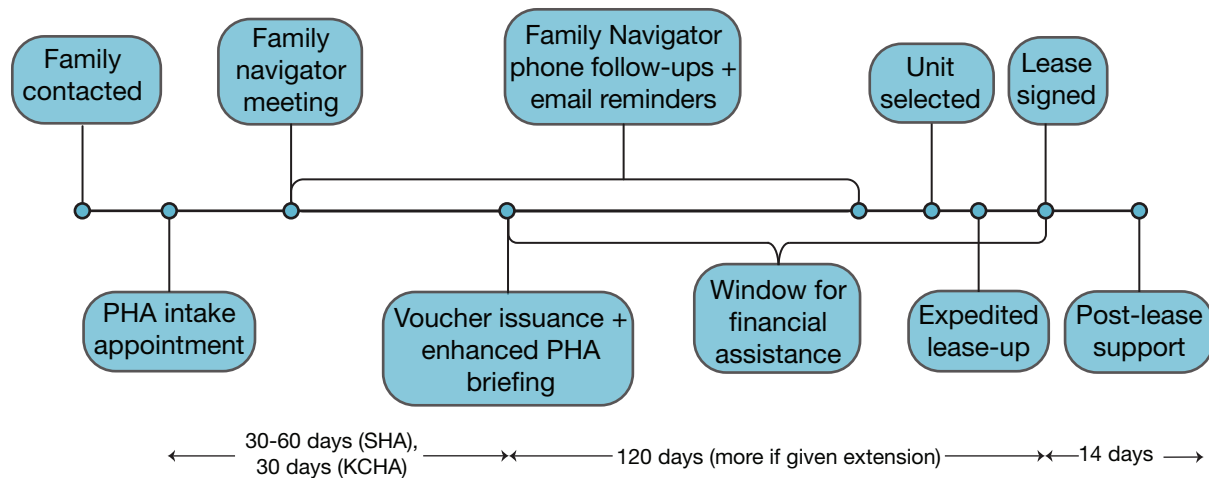 Family
contacted
Family
navigator
meeting
Family Navigator
phone follow-ups +
email reminders
Unit
selected
Lease
signed
PHA intake
appointment
Voucher issuance +
enhanced PHA
briefing
Window for
financial
assistance
Expedited
lease-up
Post-lease
support
30-60 days (SHA),
30 days (KCHA)
120 days (more if given extension)
14 days